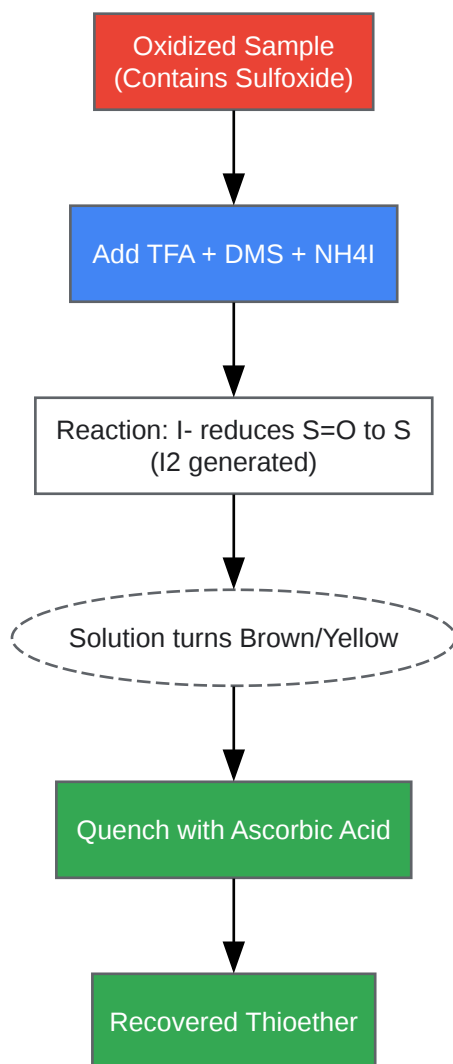 Oxidized Sample
(Contains Sulfoxide)
Add TFA + DMS + NH4I
Reaction: I- reduces S=O to S
(I2 generated)
Solution turns Brown/Yellow
Quench with Ascorbic Acid
Recovered Thioether